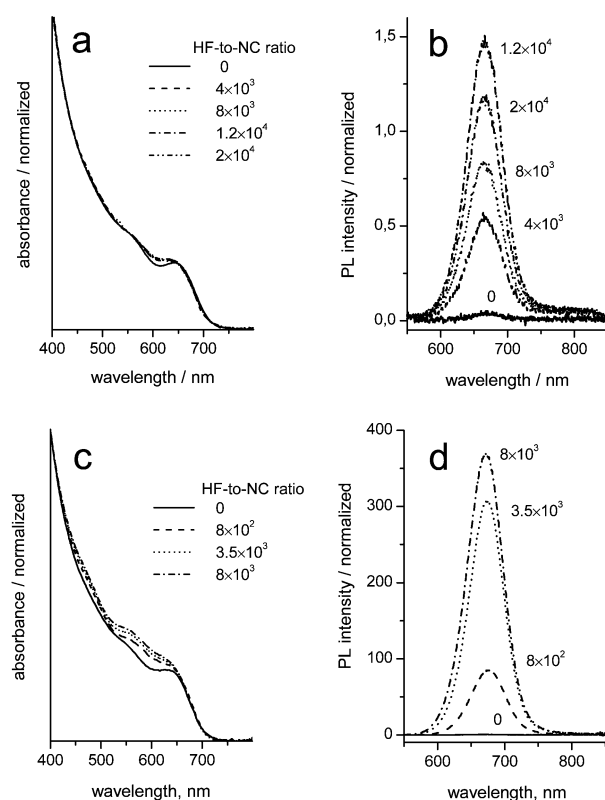 a
HF-to-NC ratio
0
4×10³
8×10³
1.2×10⁴
2×10⁴
absorbance / normalized
400 500 600 700
wavelength / nm
b
1,5
1,0
0,5
0,0
PL intensity / normalized
1.2×10⁴
2×10⁴
8×10³
4×10³
0
600 700 800
wavelength / nm
c
HF-to-NC ratio
0
8×10²
3.5×10³
8×10³
absorbance / normalized
400 500 600 700
wavelength, nm
d
400
300
200
100
0
PL intensity / normalized
8×10³
3.5×10³
8×10²
0
600 700 800
wavelength, nm